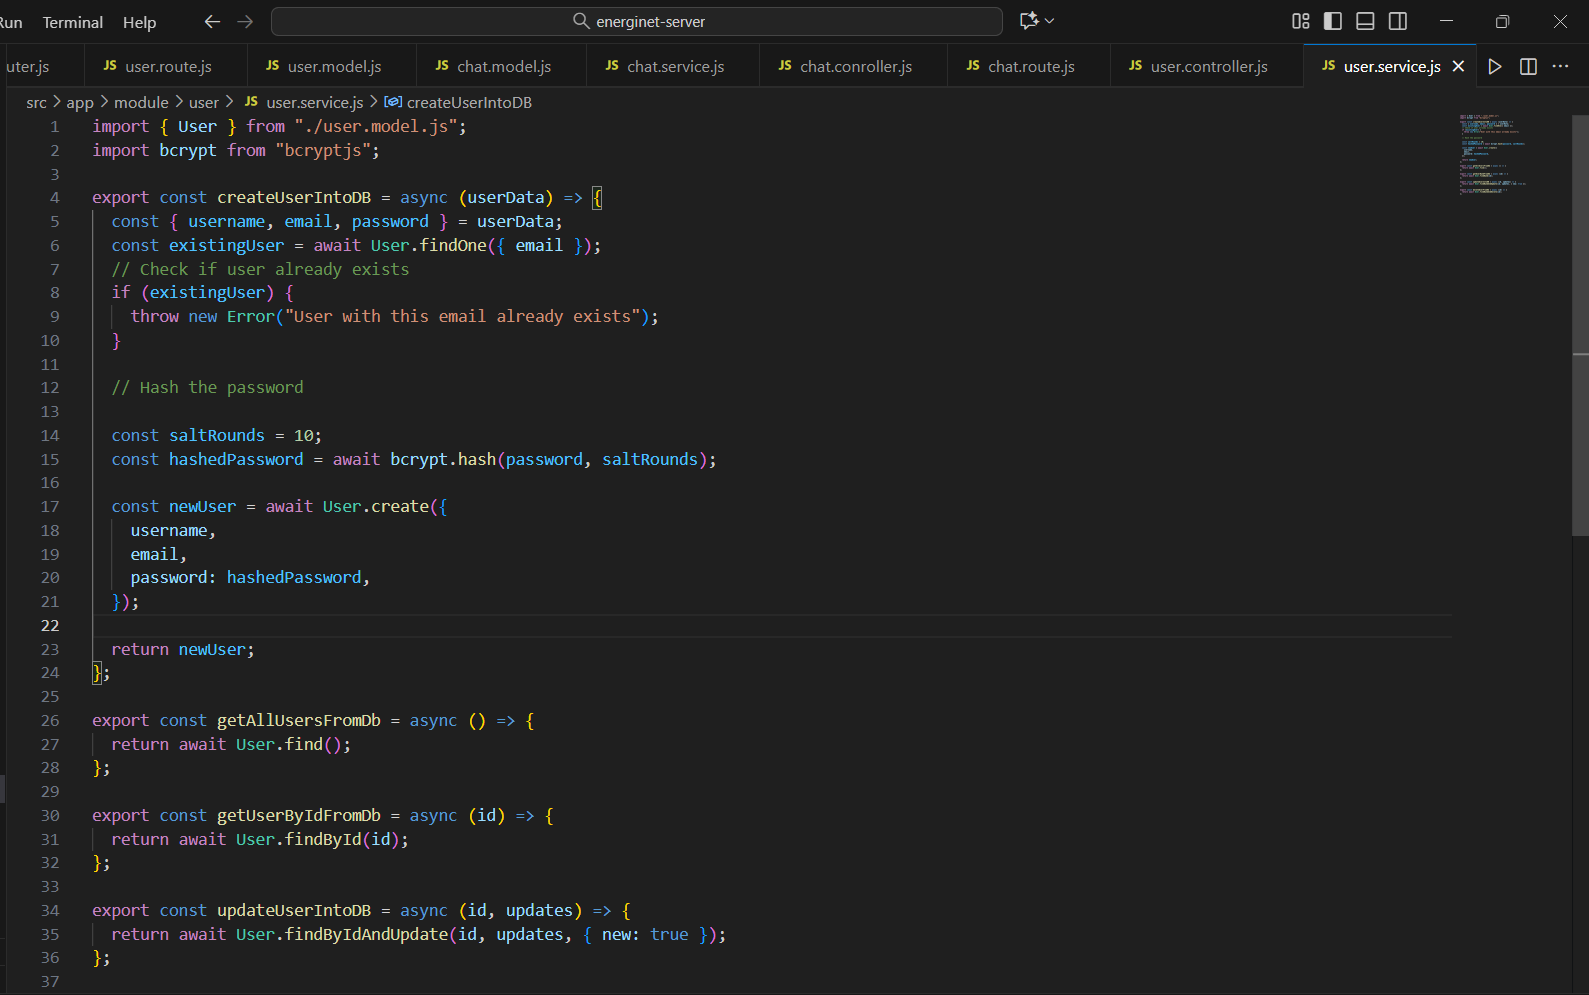 Run Terminal Help energinet-server
uter.js JS user.route.js JS user.model.js JS chat.model.js JS chat.service.js JS chat.conroller.js JS chat.route.js JS user.controller.js JS user.service.js
src > app > module > user > JS user.service.js > createUserIntoDB
1 import { User } from "./user.model.js";
2 import bcrypt from "bcryptjs";
3
4 export const createUserIntoDB = async (userData) => {
5 const { username, email, password } = userData;
6 const existingUser = await User.findOne({ email });
7 // Check if user already exists
8 if (existingUser) {
9 throw new Error("User with this email already exists");
10 }
11
12 // Hash the password
13
14 const saltRounds = 10;
15 const hashedPassword = await bcrypt.hash(password, saltRounds);
16
17 const newUser = await User.create({
18 username,
19 email,
20 password: hashedPassword,
21 });
22
23 return newUser;
24 };
25
26 export const getAllUsersFromDb = async () => {
27 return await User.find();
28 };
29
30 export const getUserByIdFromDb = async (id) => {
31 return await User.findById(id);
32 };
33
34 export const updateUserIntoDB = async (id, updates) => {
35 return await User.findByIdAndUpdate(id, updates, { new: true });
36 };
37